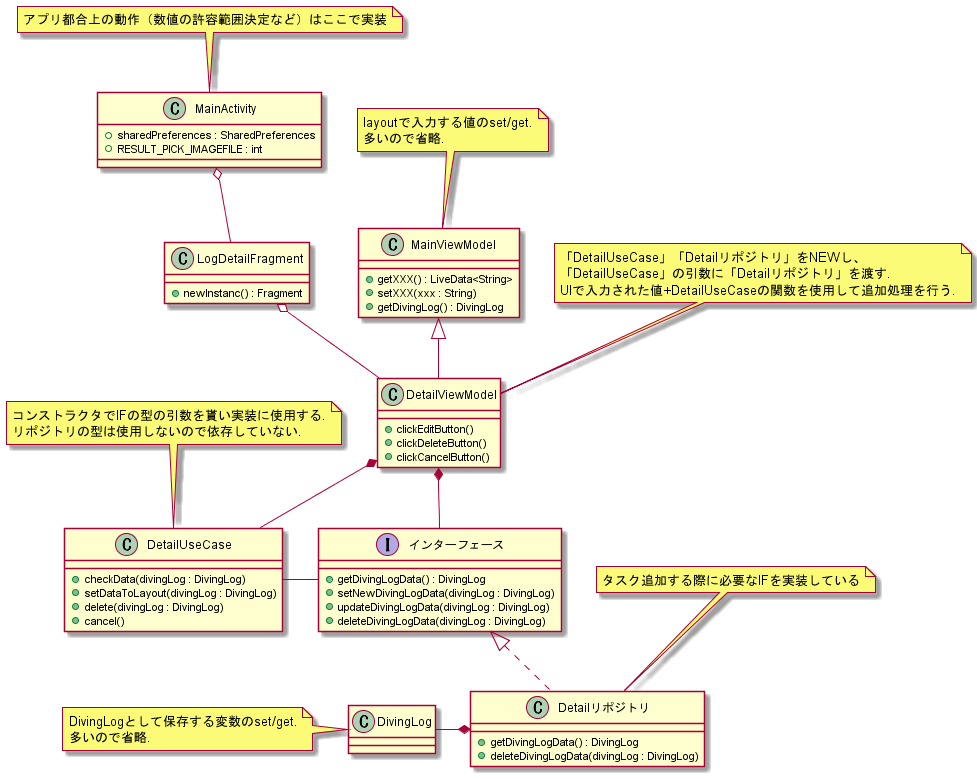 アプリ都合上の動作（数値の許容範囲決定など）はここで実装
C MainActivity
sharedPreferences : SharedPreferences
RESULT_PICK_IMAGEFILE : int
layoutで入力する値のset/get.
多いので省略.
C MainViewModel
getXXX() : LiveData<String>
setXXX(xxx : String)
getDivingLog() : DivingLog
C LogDetailFragment
newInstanc() : Fragment
「DetailUseCase」「Detailリポジトリ」をNEWし、
「DetailUseCase」の引数に「Detailリポジトリ」を渡す.
UIで入力された値+DetailUseCaseの関数を使用して追加処理を行う.
C DetailViewModel
clickEditButton()
clickDeleteButton()
clickCancelButton()
コンストラクタでIFの型の引数を貰い実装に使用する.
リポジトリの型は使用しないので依存していない.
C DetailUseCase
checkData(divingLog : DivingLog)
setDataToLayout(divingLog : DivingLog)
delete(divingLog : DivingLog)
cancel()
I インターフェース
getDivingLogData() : DivingLog
setNewDivingLogData(divingLog : DivingLog)
updateDivingLogData(divingLog : DivingLog)
deleteDivingLogData(divingLog : DivingLog)
タスク追加する際に必要なIFを実装している
DivingLogとして保存する変数のset/get.
多いので省略.
C DivingLog
C Detailリポジトリ
getDivingLogData() : DivingLog
deleteDivingLogData(divingLog : DivingLog)